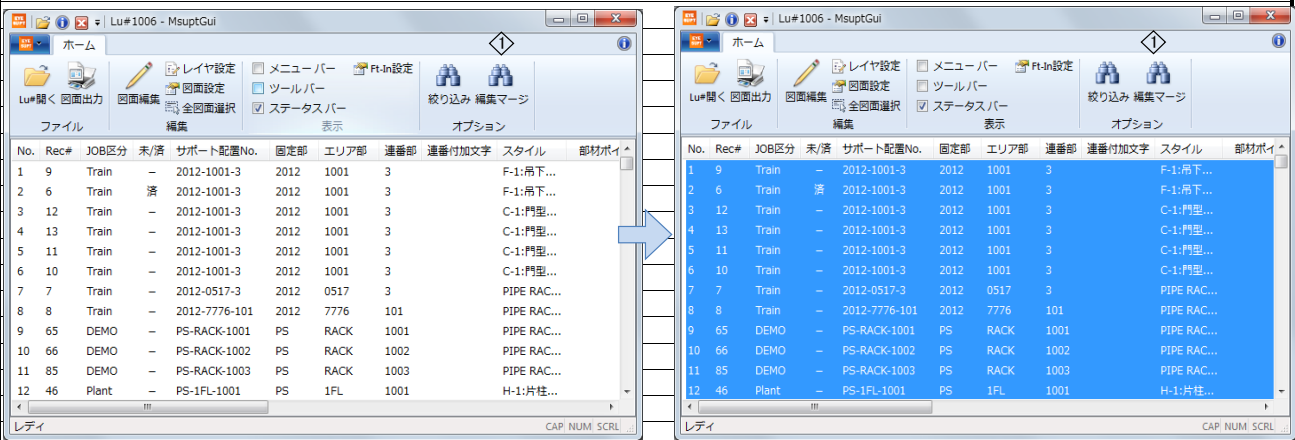 Lu#1006 - MsuptGui
ホーム
1
Lu#開く 図面出力 図面編集 レイヤ設定 図面設定 全図面選択 メニュー バー ツール バー ステータス バー Ft-In設定 絞り込み 編集マージ
ファイル 編集 表示 オプション
No. Rec# JOB区分 未/済 サポート配置No. 固定部 エリア部 連番部 連番付加文字 スタイル 部材ポイ
1 9 Train – 2012-1001-3 2012 1001 3 F-1:吊下...
2 6 Train 済 2012-1001-3 2012 1001 3 F-1:吊下...
3 12 Train – 2012-1001-3 2012 1001 3 C-1:門型...
4 13 Train – 2012-1001-3 2012 1001 3 C-1:門型...
5 11 Train – 2012-1001-3 2012 1001 3 C-1:門型...
6 10 Train – 2012-1001-3 2012 1001 3 C-1:門型...
7 7 Train – 2012-0517-3 2012 0517 3 PIPE RAC...
8 8 Train – 2012-7776-101 2012 7776 101 PIPE RAC...
9 65 DEMO – PS-RACK-1001 PS RACK 1001 PIPE RAC...
10 66 DEMO – PS-RACK-1002 PS RACK 1002 PIPE RAC...
11 85 DEMO – PS-RACK-1003 PS RACK 1003 PIPE RAC...
12 46 Plant – PS-1FL-1001 PS 1FL 1001 H-1:片柱...
レディ CAP NUM SCRL
Lu#1006 - MsuptGui
ホーム
1
Lu#開く 図面出力 図面編集 レイヤ設定 図面設定 全図面選択 メニュー バー ツール バー ステータス バー Ft-In設定 絞り込み 編集マージ
ファイル 編集 表示 オプション
No. Rec# JOB区分 未/済 サポート配置No. 固定部 エリア部 連番部 連番付加文字 スタイル 部材ポイ
1 9 Train – 2012-1001-3 2012 1001 3 F-1:吊下...
2 6 Train 済 2012-1001-3 2012 1001 3 F-1:吊下...
3 12 Train – 2012-1001-3 2012 1001 3 C-1:門型...
4 13 Train – 2012-1001-3 2012 1001 3 C-1:門型...
5 11 Train – 2012-1001-3 2012 1001 3 C-1:門型...
6 10 Train – 2012-1001-3 2012 1001 3 C-1:門型...
7 7 Train – 2012-0517-3 2012 0517 3 PIPE RAC...
8 8 Train – 2012-7776-101 2012 7776 101 PIPE RAC...
9 65 DEMO – PS-RACK-1001 PS RACK 1001 PIPE RAC...
10 66 DEMO – PS-RACK-1002 PS RACK 1002 PIPE RAC...
11 85 DEMO – PS-RACK-1003 PS RACK 1003 PIPE RAC...
12 46 Plant – PS-1FL-1001 PS 1FL 1001 H-1:片柱...
レディ CAP NUM SCRL